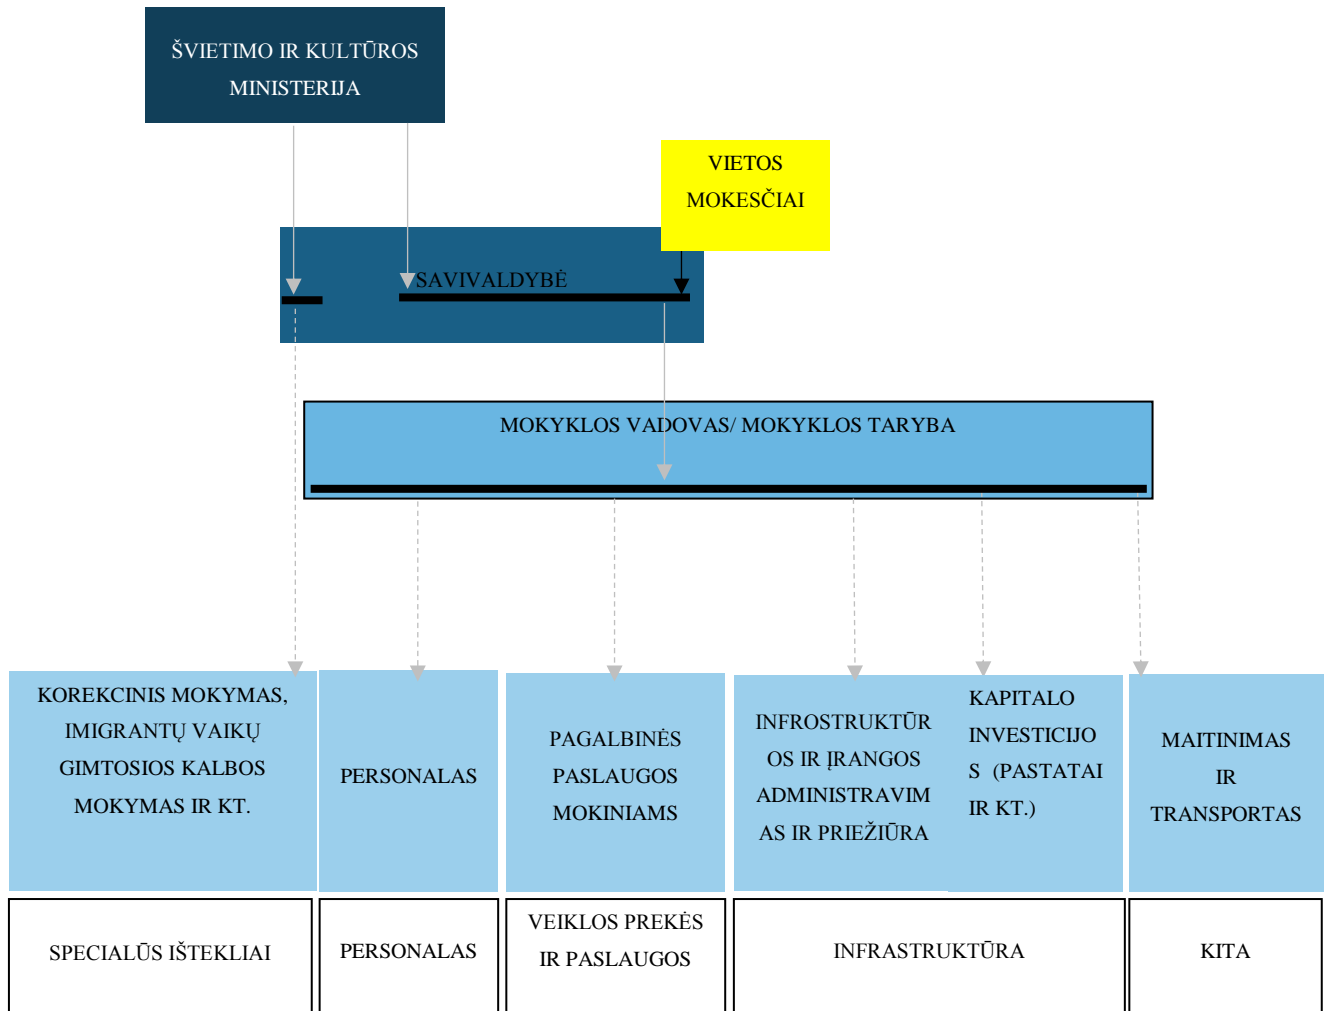 ŠVIETIMO IR KULTŪROS
MINISTERIJA
VIETOS
MOKESČIAI
SAVIVALDYBĖ
MOKYKLOS VADOVAS/ MOKYKLOS TARYBA
KOREKCINIS MOKYMAS,
IMIGRANTŲ VAIKŲ
GIMTOSIOS KALBOS
MOKYMAS IR KT.
PERSONALAS
PAGALBINĖS
PASLAUGOS
MOKINIAMS
INFROSTRUKTŪR
OS IR ĮRANGOS
ADMINISTRAVIM
AS IR PRIEŽIŪRA
KAPITALO
INVESTICIJO
S (PASTATAI
IR KT.)
MAITINIMAS
IR
TRANSPORTAS
SPECIALŪS IŠTEKLIAI
PERSONALAS
VEIKLOS PREKĖS
IR PASLAUGOS
INFRASTRUKTŪRA
KITA